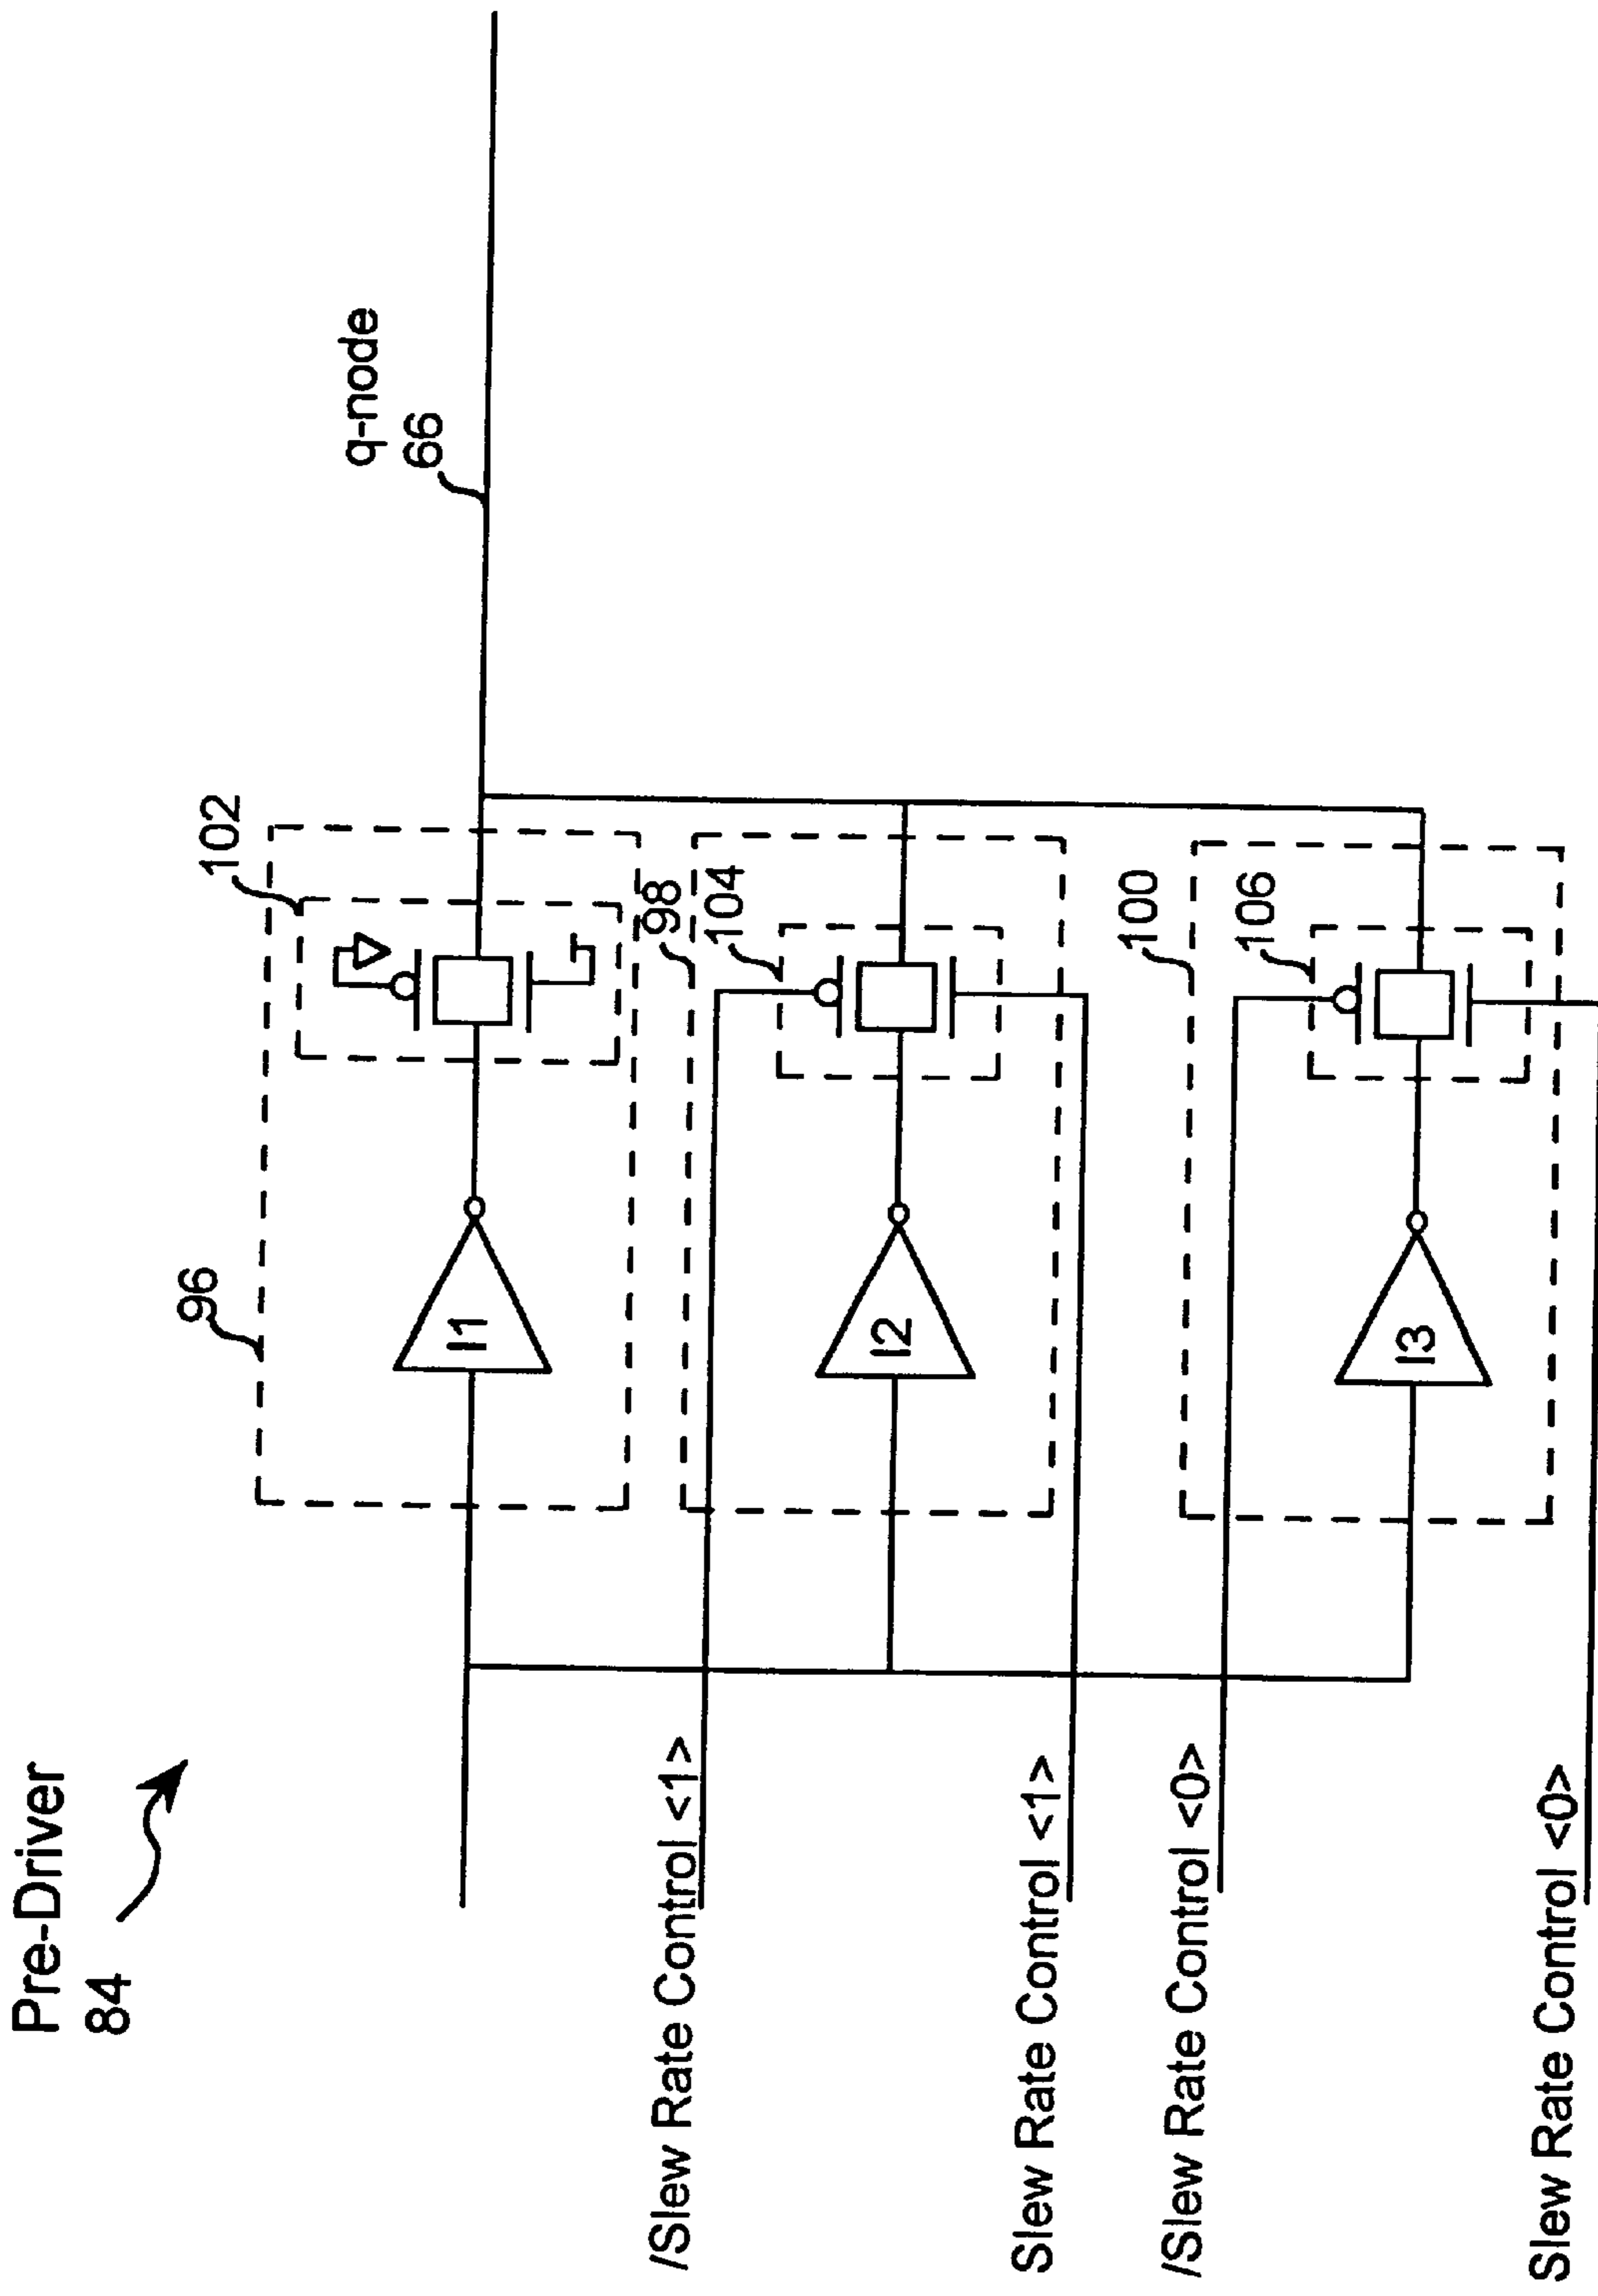 Pre-Driver
84
q-node
66
96
102
I1
98
104
I2
100
106
I3
/Slew Rate Control <1>
Slew Rate Control <1>
/Slew Rate Control <0>
Slew Rate Control <0>